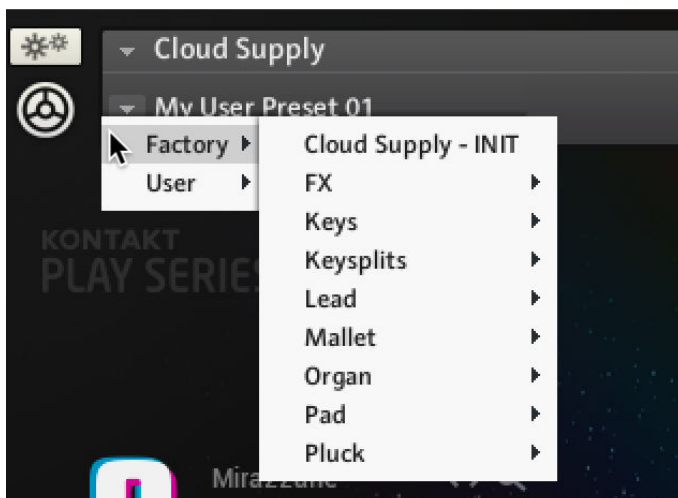 Cloud Supply
My User Preset 01
Factory
User
Cloud Supply - INIT
FX
Keys
Keysplits
Lead
Mallet
Organ
Pad
Pluck
KONTAKT
PLAY SERIES